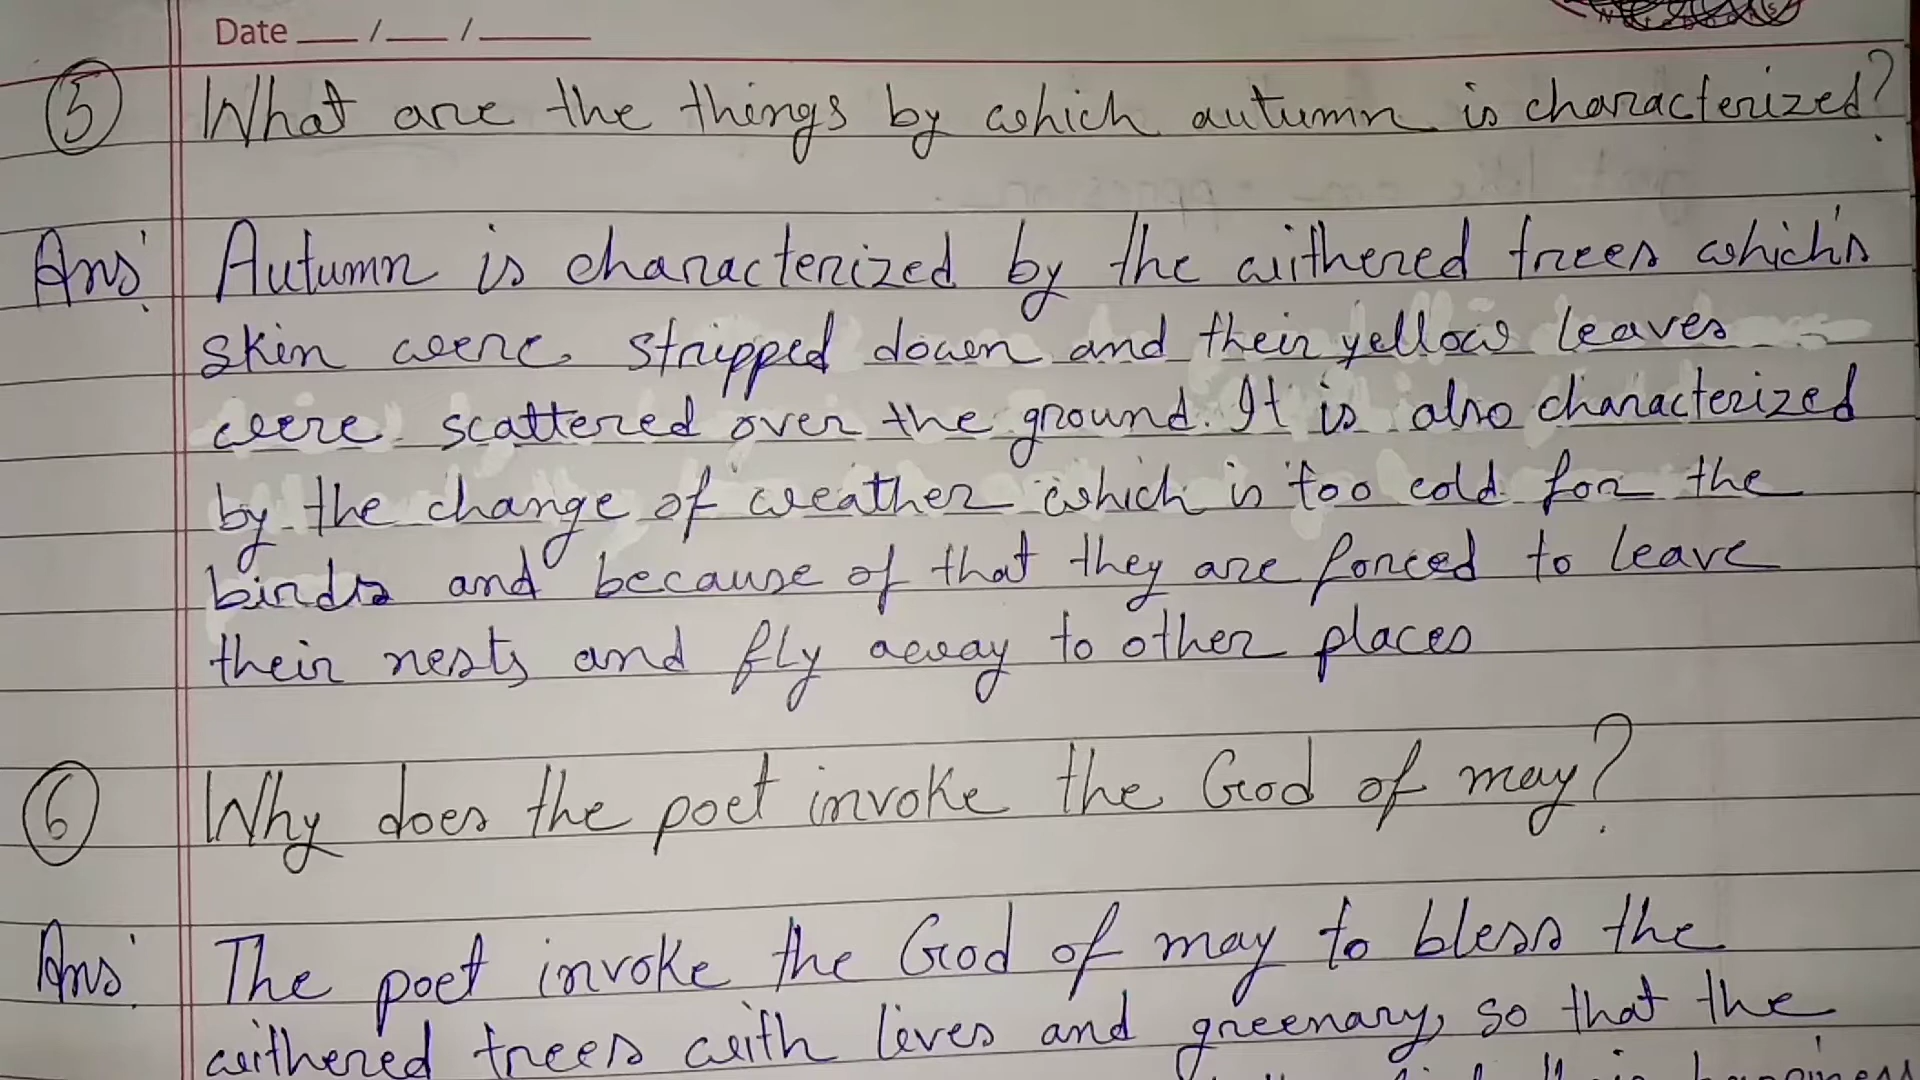 Date __/__/____
5 What are the things by which autumn is characterized?
Ans: Autumn is characterized by the withered trees which's
skin were stripped down and their yellow leaves
were scattered over the ground. It is also characterized
by the change of weather which is too cold for the
birds and because of that they are forced to leave
their nests and fly away to other places
6 Why does the poet invoke the God of may?
Ans: The poet invoke the God of may to bless the
withered trees with lives and greenary, so that the